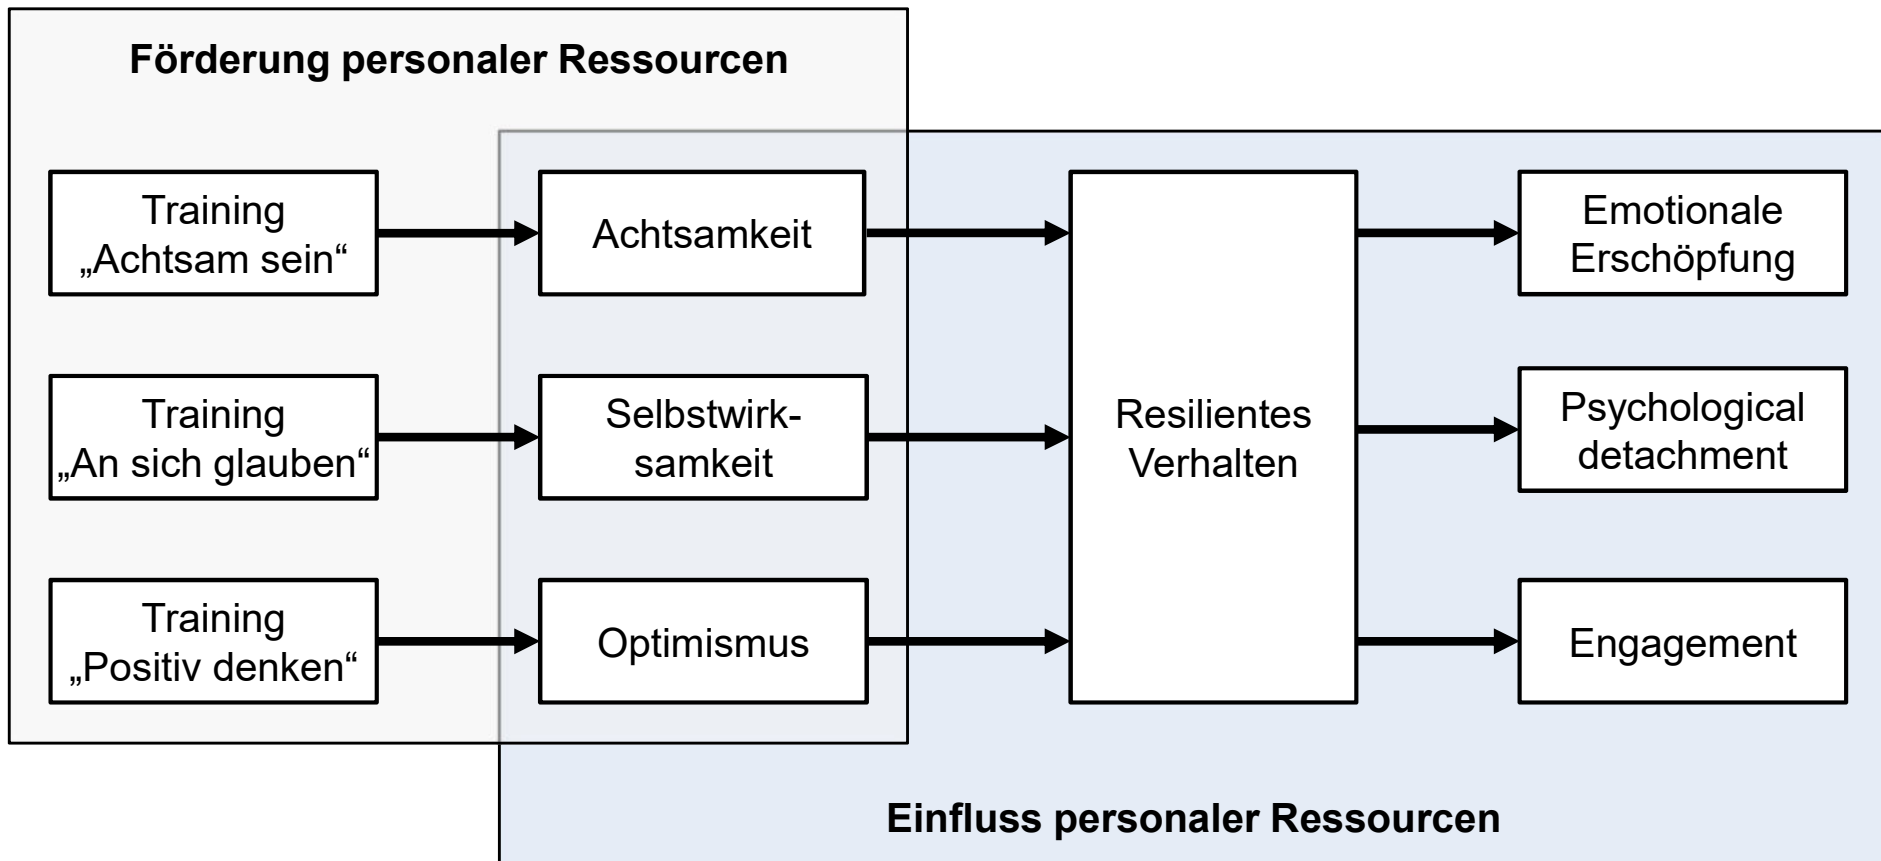 Förderung personaler Ressourcen
Training
„Achtsam sein“
Achtsamkeit
Emotionale
Erschöpfung
Training
„An sich glauben“
Selbstwirk-
samkeit
Resilientes
Verhalten
Psychological
detachment
Training
„Positiv denken“
Optimismus
Engagement
Einfluss personaler Ressourcen